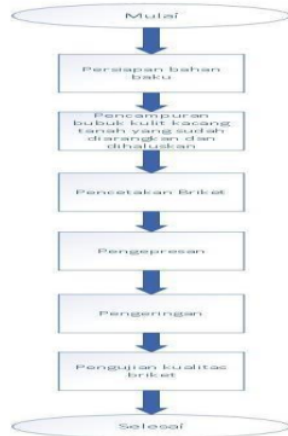 Mulai
Persiapan bahan
baku
Pencampuran
bubuk kulit kacang
tanah yang sudah
diarangkan dan
dihaluskan
Pencetakan Briket
Pengepresan
Pengeringan
Pengujian kualitas
briket
Selesai